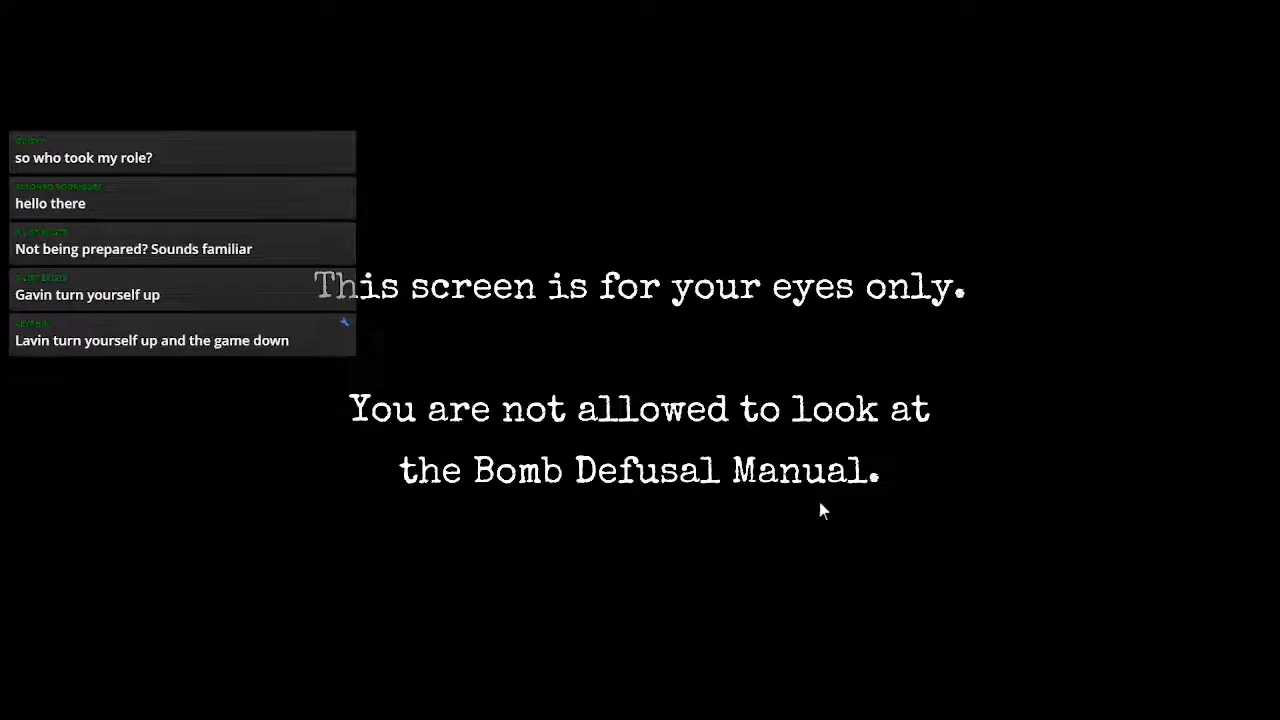 so who took my role?
hello there
Not being prepared? Sounds familiar
Gavin turn yourself up
Lavin turn yourself up and the game down
This screen is for your eyes only.
You are not allowed to look at
the Bomb Defusal Manual.